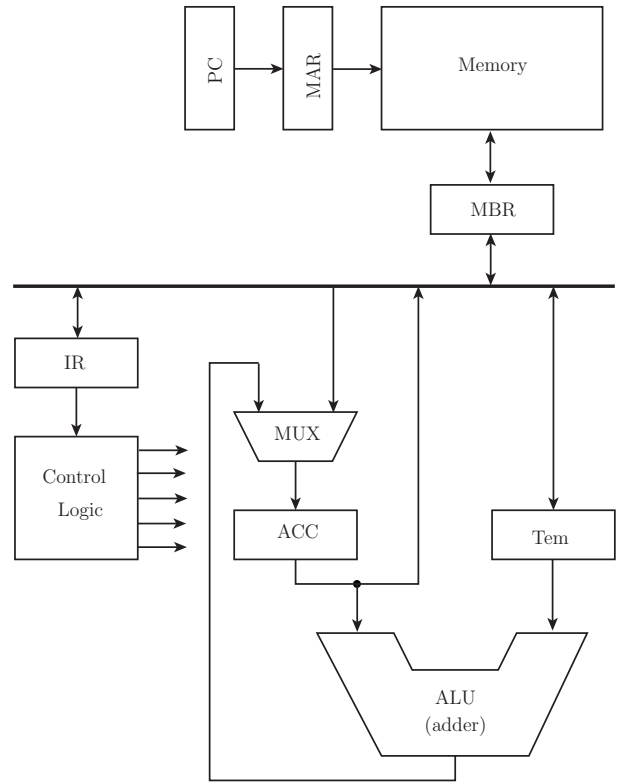 PC
MAR
Memory
MBR
IR
MUX
Control
Logic
ACC
Tem
ALU
(adder)